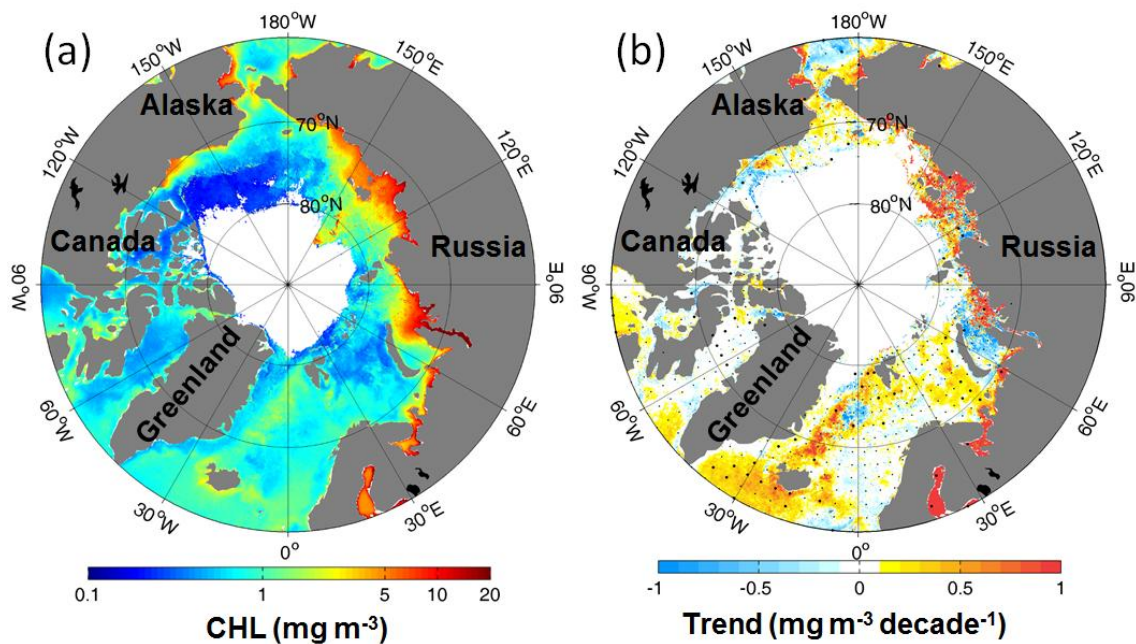 (a)
180°W
150°W
150°E
Alaska
70°N
120°W
120°E
80°N
Canada
Russia
90°W
90°E
Greenland
60°W
60°E
30°W
30°E
0°
0.1
1
5
10
20
CHL (mg m⁻³)
(b)
180°W
150°W
150°E
Alaska
70°N
120°W
120°E
80°N
Canada
Russia
90°W
90°E
Greenland
60°W
60°E
30°W
30°E
0°
-1
-0.5
0
0.5
1
Trend (mg m⁻³ decade⁻¹)